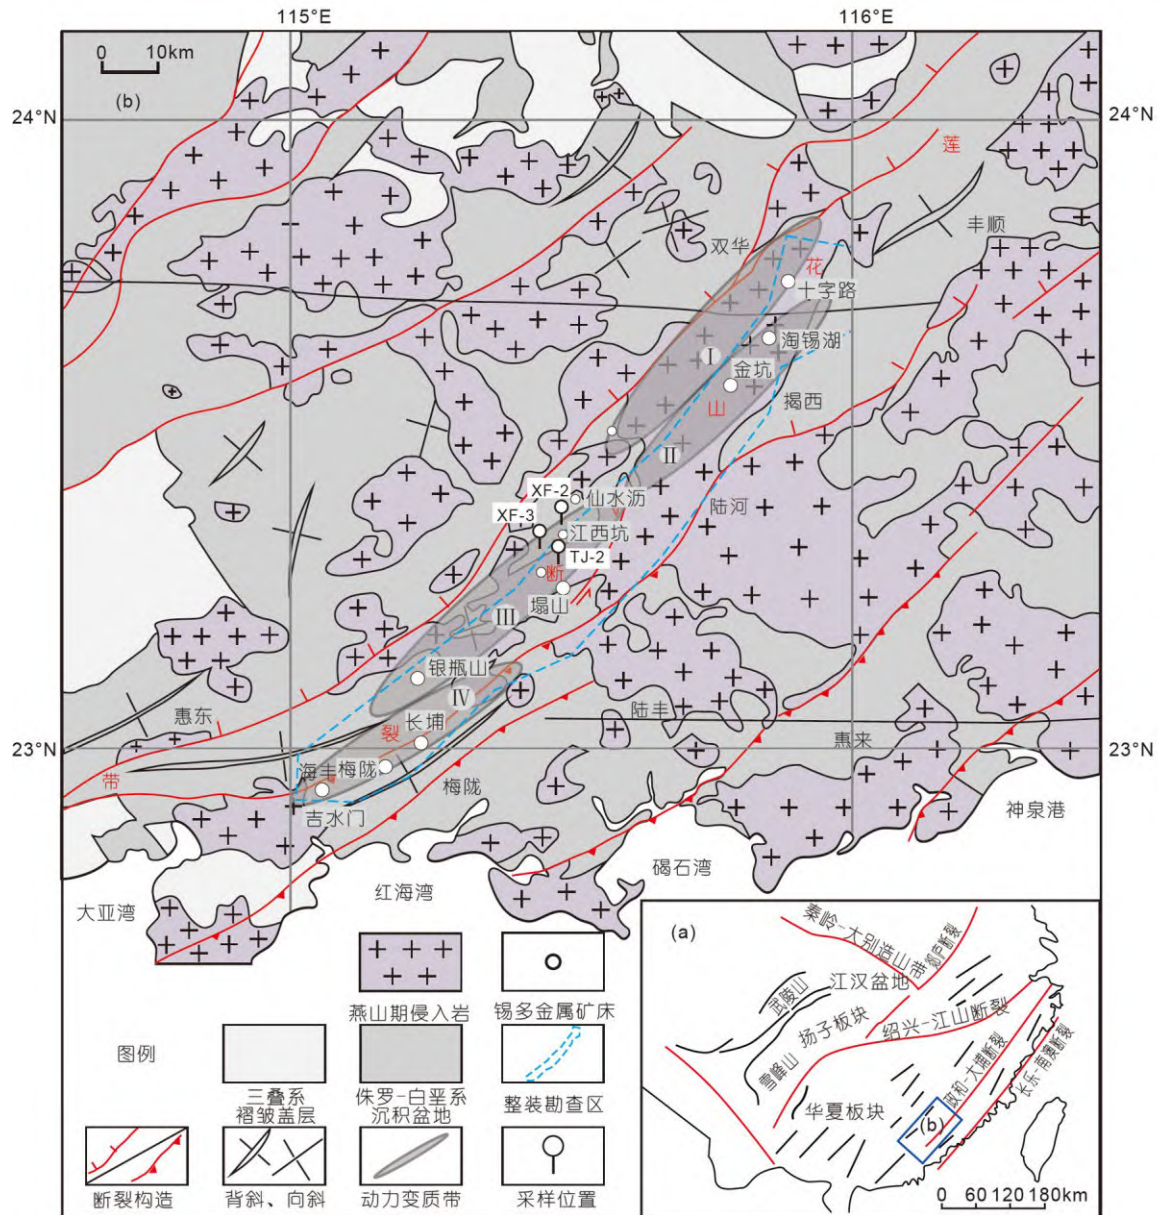 115°E
116°E
0 10km
(b)
24°N
24°N
莲
丰顺
双华
花
十字路
淘锡湖
I
金坑
山
揭西
II
陆河
XF-2
仙水沥
XF-3
江西坑
TJ-2
断
塌山
III
银瓶山
IV
惠东
长埔
陆丰
裂
惠来
23°N
23°N
带
海丰梅陇
梅陇
吉水门
神泉港
碣石湾
红海湾
大亚湾
(a)
秦岭-大别造山带
郯庐断裂
江汉盆地
武陵山
扬子板块
绍兴-江山断裂
雪峰山
政和-大埔断裂
长乐-南澳断裂
华夏板块
(b)
0 60 120 180km
图例
燕山期侵入岩
锡多金属矿床
三叠系
褶皱盖层
侏罗-白垩系
沉积盆地
整装勘查区
断裂构造
背斜、向斜
动力变质带
采样位置